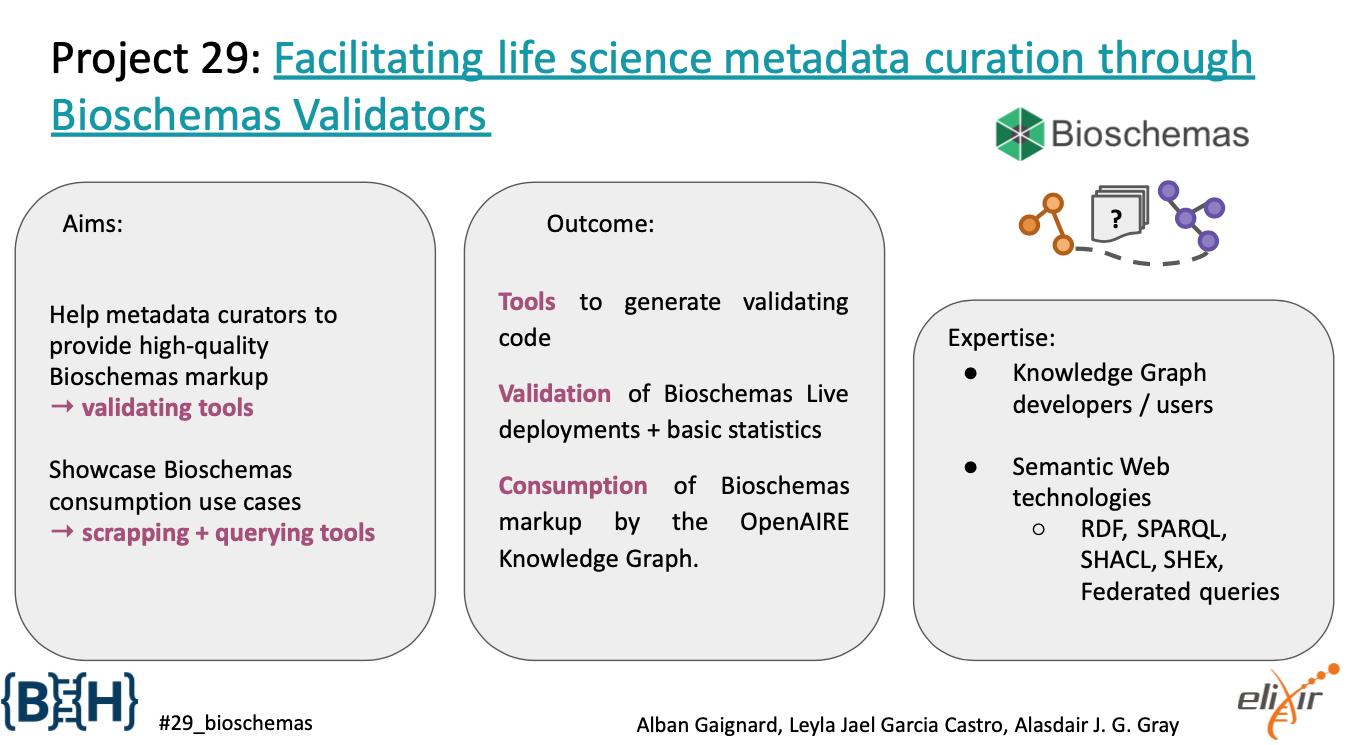 Project 29: Facilitating life science metadata curation through
Bioschemas Validators
Bioschemas
?
Aims:
Help metadata curators to
provide high-quality
Bioschemas markup
→ validating tools
Showcase Bioschemas
consumption use cases
→ scrapping + querying tools
Outcome:
Tools to generate validating
code
Validation of Bioschemas Live
deployments + basic statistics
Consumption of Bioschemas
markup by the OpenAIRE
Knowledge Graph.
Expertise:
● Knowledge Graph
developers / users
● Semantic Web
technologies
○ RDF, SPARQL,
SHACL, SHEx,
Federated queries
{BH}
#29_bioschemas
Alban Gaignard, Leyla Jael Garcia Castro, Alasdair J. G. Gray
elixir